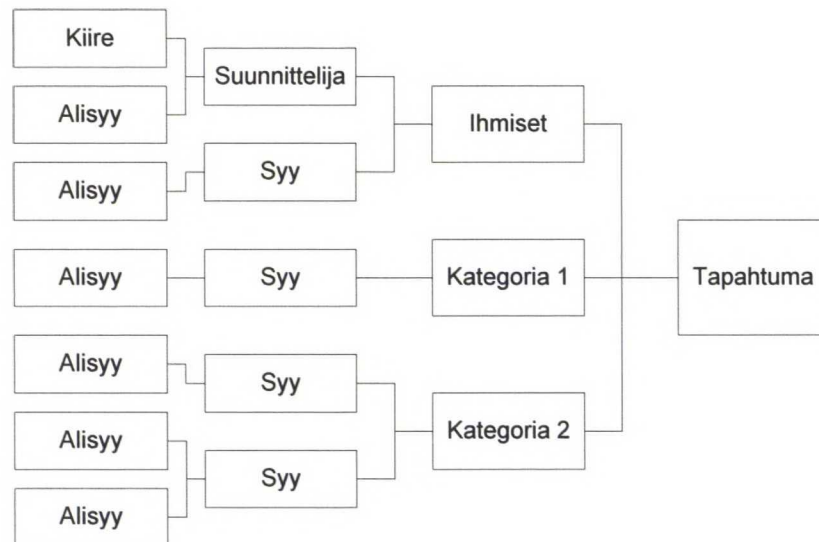 Kiire
Suunnittelija
Alisyy
Ihmiset
Alisyy
Syy
Alisyy
Syy
Kategoria 1
Tapahtuma
Alisyy
Syy
Alisyy
Kategoria 2
Syy
Alisyy